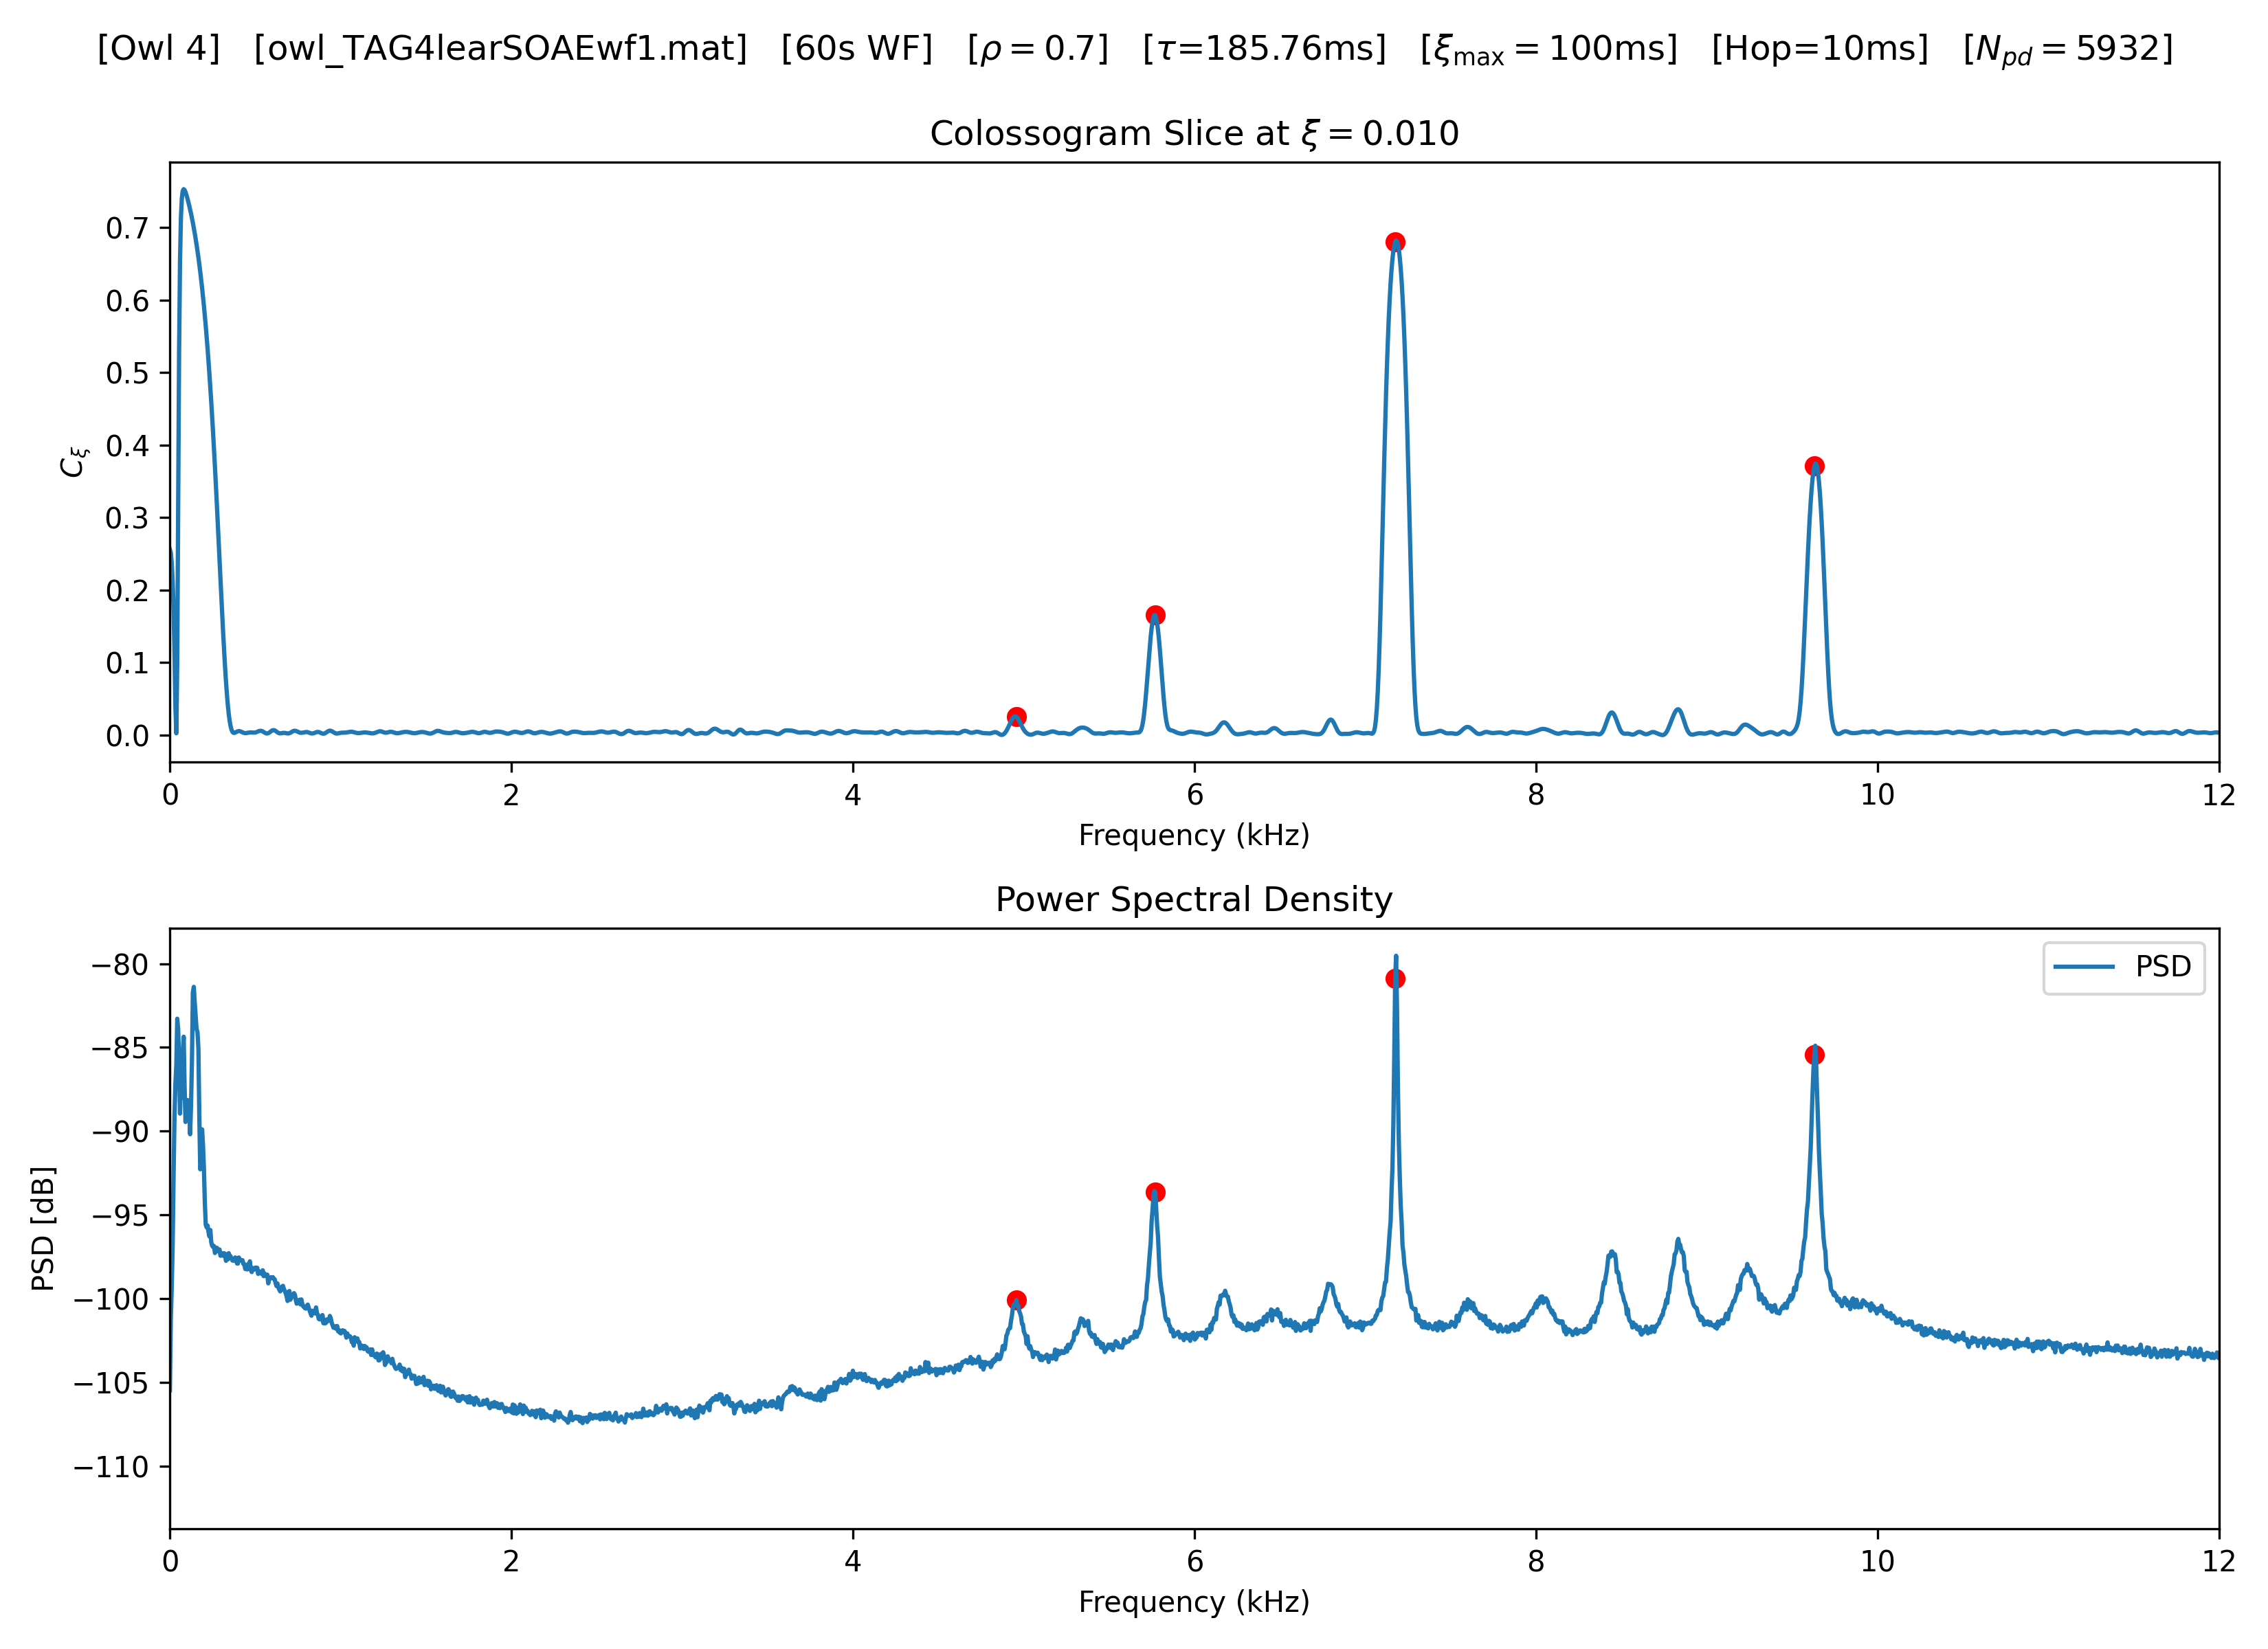 [Owl 4] [owl_TAG4learSOAEwf1.mat] [60s WF] [ρ = 0.7] [τ=185.76ms] [ξmax = 100ms] [Hop=10ms] [Npd = 5932]
Colossogram Slice at ξ = 0.010
0.7
0.6
0.5
0.4
0.3
0.2
0.1
0.0
Cξ
0 2 4 6 8 10 12
Frequency (kHz)
Power Spectral Density
PSD
−80
−85
−90
−95
−100
−105
−110
PSD [dB]
0 2 4 6 8 10 12
Frequency (kHz)